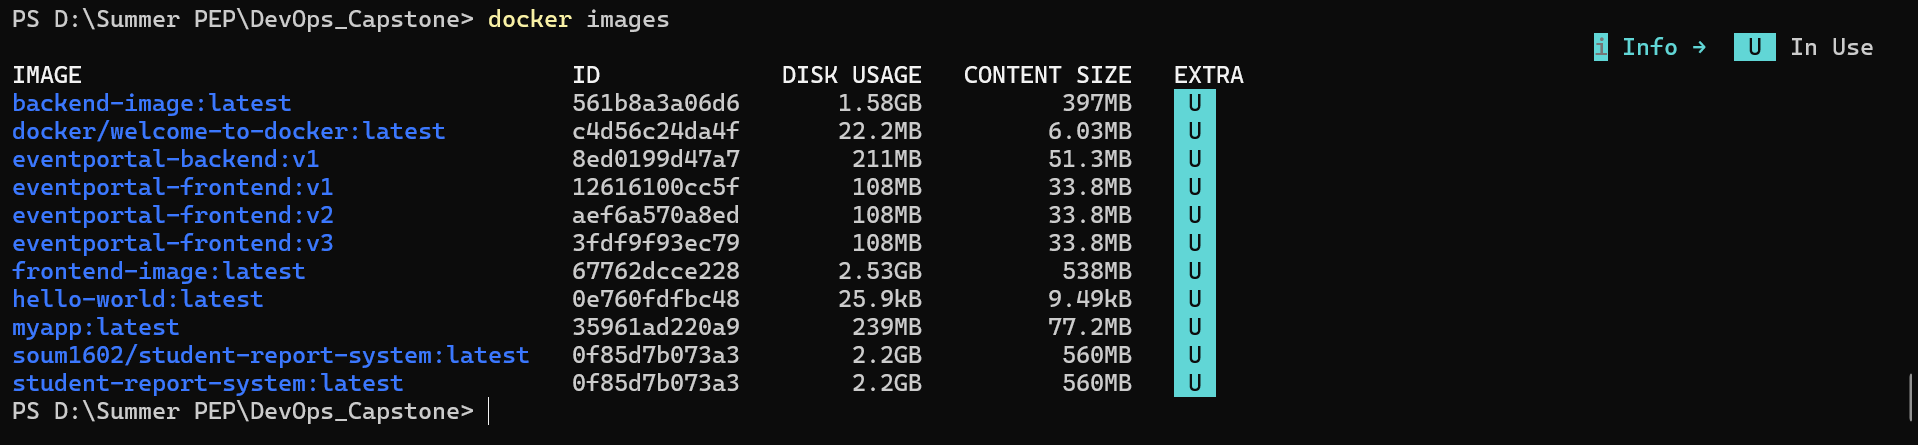 PS D:\Summer PEP\DevOps_Capstone> docker images
i Info → U In Use
IMAGE ID DISK USAGE CONTENT SIZE EXTRA
backend-image:latest 561b8a3a06d6 1.58GB 397MB U
docker/welcome-to-docker:latest c4d56c24da4f 22.2MB 6.03MB U
eventportal-backend:v1 8ed0199d47a7 211MB 51.3MB U
eventportal-frontend:v1 12616100cc5f 108MB 33.8MB U
eventportal-frontend:v2 aef6a570a8ed 108MB 33.8MB U
eventportal-frontend:v3 3fdf9f93ec79 108MB 33.8MB U
frontend-image:latest 67762dcce228 2.53GB 538MB U
hello-world:latest 0e760fdfbc48 25.9kB 9.49kB U
myapp:latest 35961ad220a9 239MB 77.2MB U
soum1602/student-report-system:latest 0f85d7b073a3 2.2GB 560MB U
student-report-system:latest 0f85d7b073a3 2.2GB 560MB U
PS D:\Summer PEP\DevOps_Capstone>